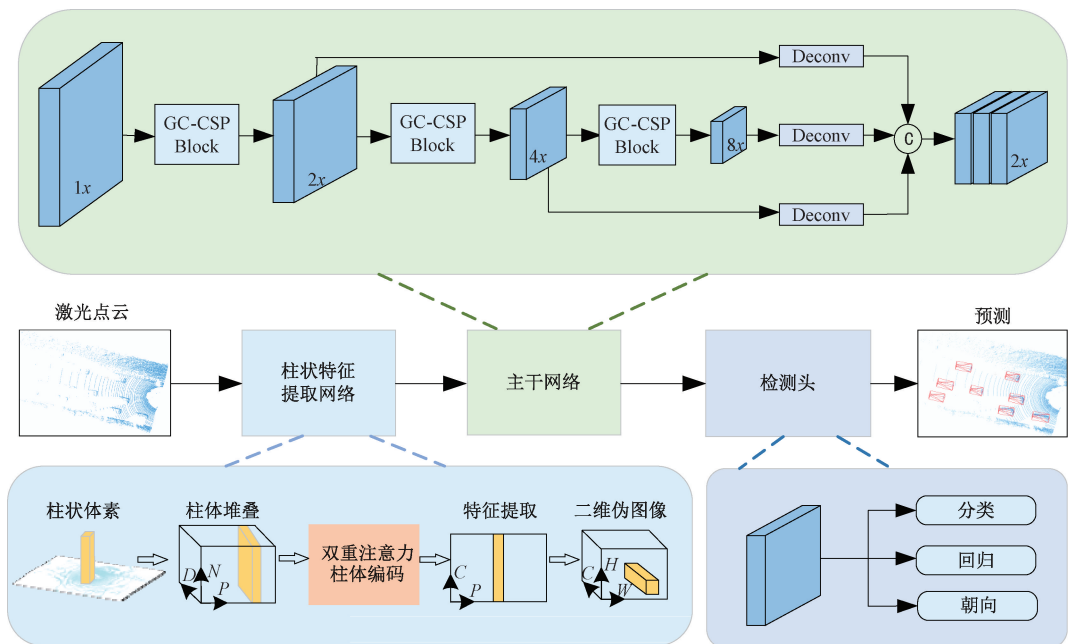 Deconv
GC-CSP
Block
GC-CSP
Block
GC-CSP
Block
Deconv
C
1x
2x
4x
8x
2x
Deconv
激光点云
预测
柱状特征
提取网络
主干网络
检测头
柱状体素
柱体堆叠
特征提取
二维伪图像
双重注意力
柱体编码
D
N
P
C
P
C
H
W
分类
回归
朝向